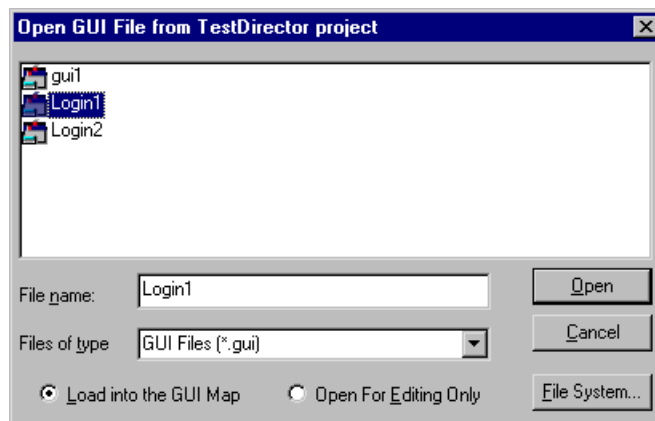 Open GUI File from TestDirector project
gui1
Login1
Login2
File name: Login1 Open
Files of type GUI Files (*.gui) Cancel
Load into the GUI Map Open For Editing Only File System...